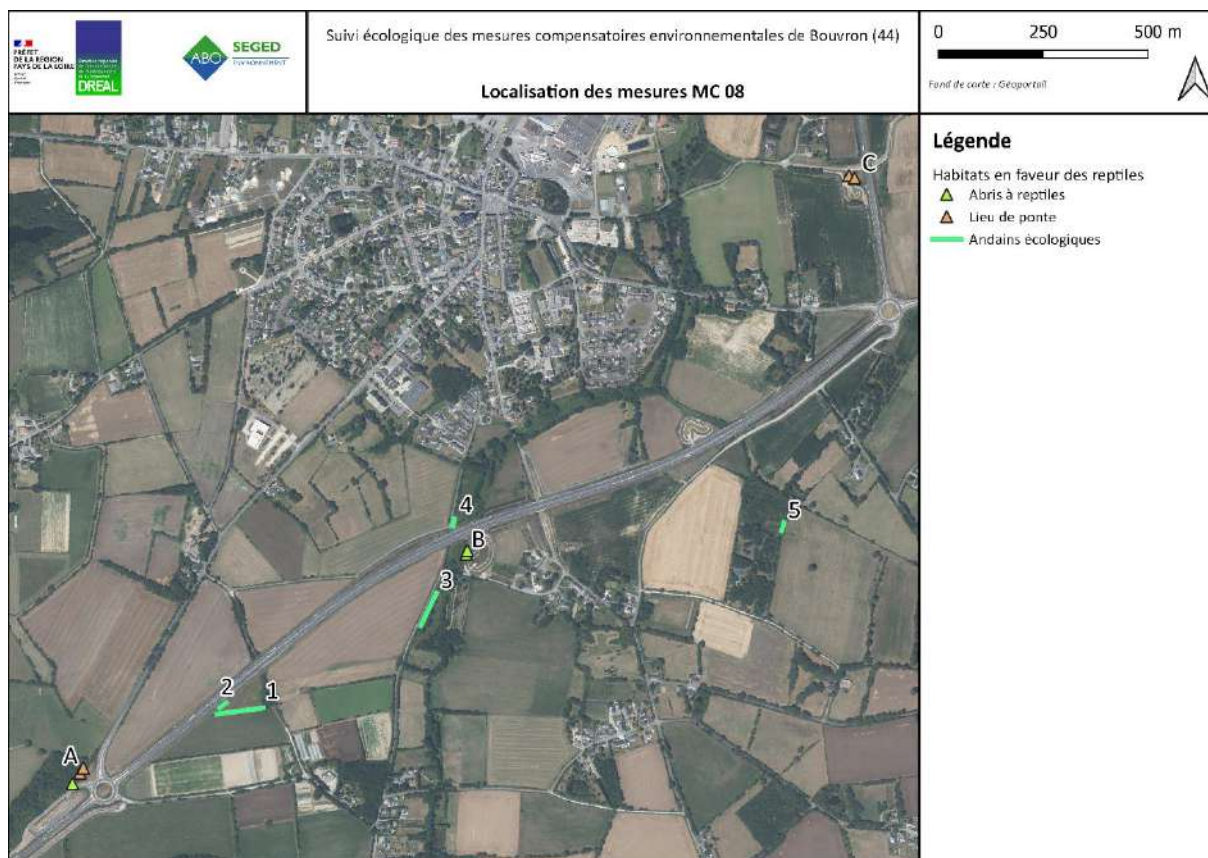 PRÉFET
DE LA RÉGION
PAYS DE LA LOIRE
DREAL
ABO
SEGED
ENVIRONNEMENT
Suivi écologique des mesures compensatoires environnementales de Bouvron (44)
Localisation des mesures MC 08
0 250 500 m
Fond de carte : Géoportail
Légende
Habitats en faveur des reptiles
Abris à reptiles
Lieu de ponte
Andains écologiques
C
4
5
B
3
2
1
A